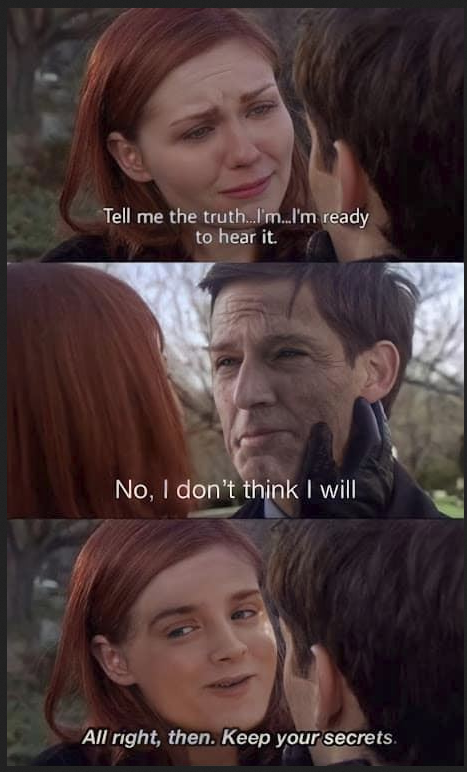 Tell me the truth...I'm...I'm ready
to hear it.
No, I don't think I will
All right, then. Keep your secrets.